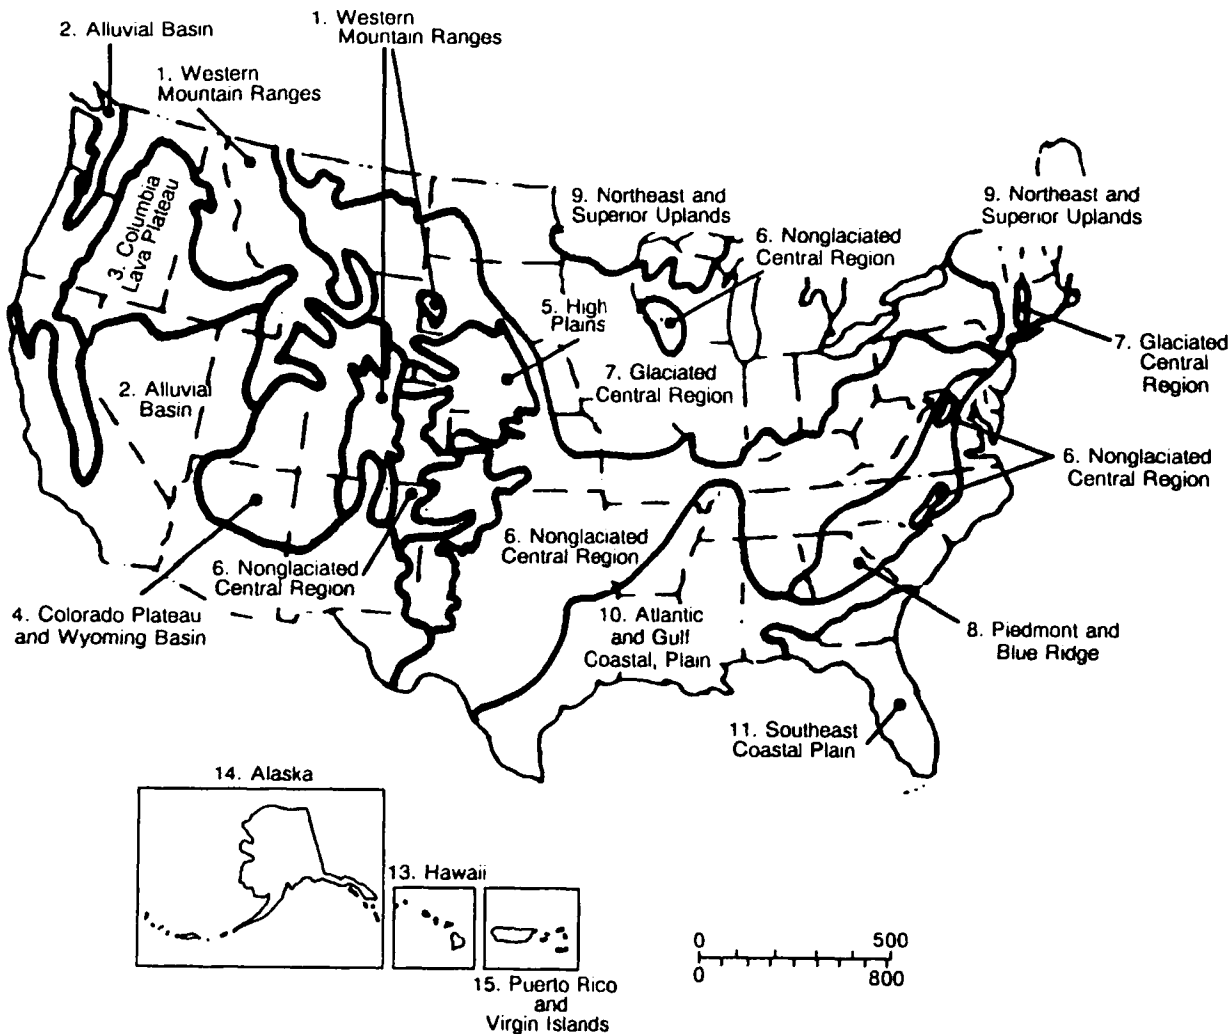 2. Alluvial Basin
1. Western
Mountain Ranges
1. Western
Mountain Ranges
9. Northeast and
Superior Uplands
9. Northeast and
Superior Uplands
6. Nonglaciated
Central Region
3. Columbia
Lava Plateau
5. High
Plains
7. Glaciated
Central
Region
2. Alluvial
Basin
7. Glaciated
Central Region
6. Nonglaciated
Central Region
6. Nonglaciated
Central Region
6. Nonglaciated
Central Region
4. Colorado Plateau
and Wyoming Basin
10. Atlantic
and Gulf
Coastal, Plain
8. Piedmont and
Blue Ridge
11. Southeast
Coastal Plain
14. Alaska
13. Hawaii
15. Puerto Rico
and
Virgin Islands
0 500
0 800